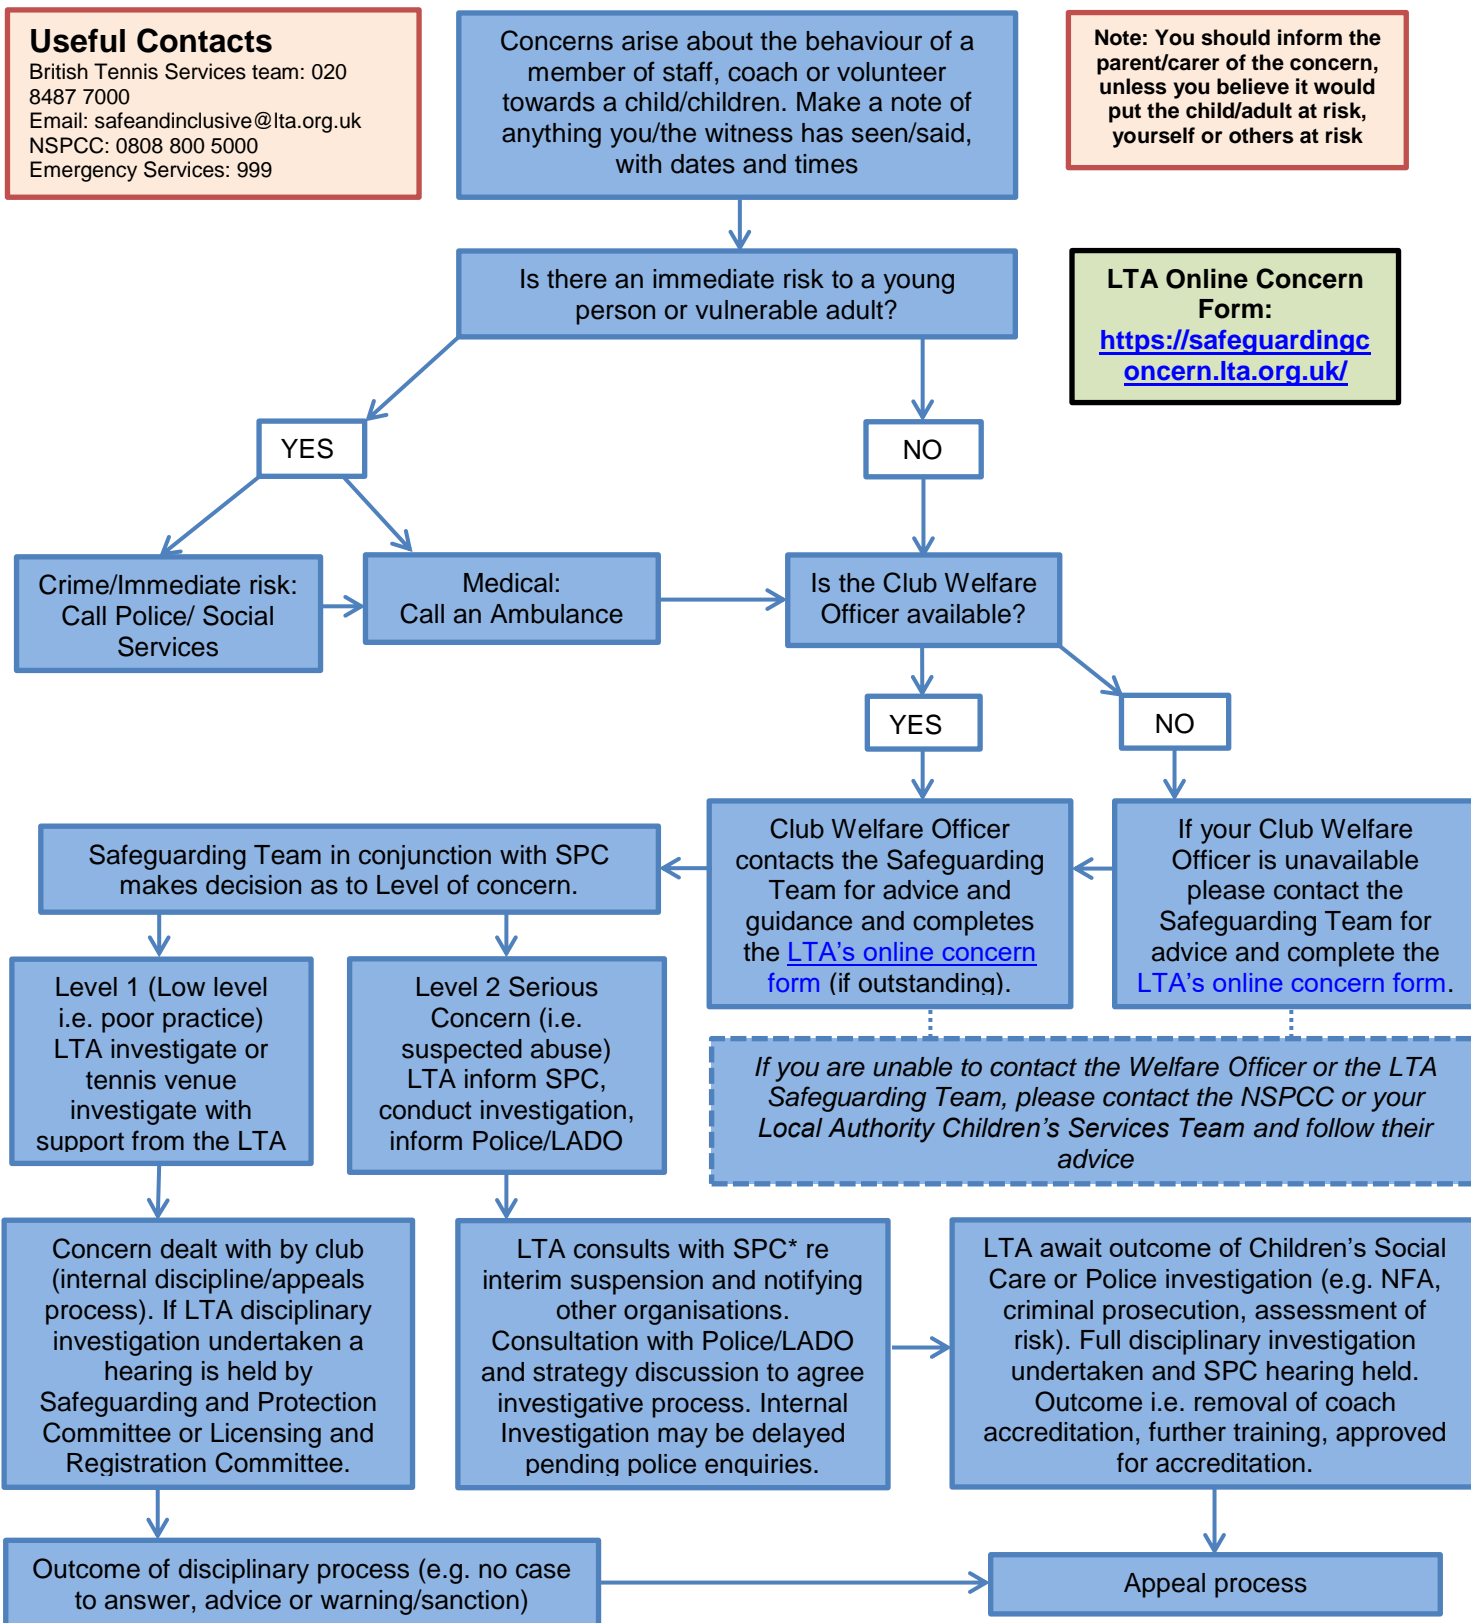 Useful Contacts
British Tennis Services team: 020
8487 7000
Email: safeandinclusive@lta.org.uk
NSPCC: 0808 800 5000
Emergency Services: 999
Concerns arise about the behaviour of a
member of staff, coach or volunteer
towards a child/children. Make a note of
anything you/the witness has seen/said,
with dates and times
Note: You should inform the
parent/carer of the concern,
unless you believe it would
put the child/adult at risk,
yourself or others at risk
Is there an immediate risk to a young
person or vulnerable adult?
LTA Online Concern
Form:
https://safeguardingc
oncern.lta.org.uk/
YES
NO
Crime/Immediate risk:
Call Police/ Social
Services
Medical:
Call an Ambulance
Is the Club Welfare
Officer available?
YES
NO
Safeguarding Team in conjunction with SPC
makes decision as to Level of concern.
Club Welfare Officer
contacts the Safeguarding
Team for advice and
guidance and completes
the LTA's online concern
form (if outstanding).
If your Club Welfare
Officer is unavailable
please contact the
Safeguarding Team for
advice and complete the
LTA's online concern form.
Level 1 (Low level
i.e. poor practice)
LTA investigate or
tennis venue
investigate with
support from the LTA
Level 2 Serious
Concern (i.e.
suspected abuse)
LTA inform SPC,
conduct investigation,
inform Police/LADO
If you are unable to contact the Welfare Officer or the LTA
Safeguarding Team, please contact the NSPCC or your
Local Authority Children's Services Team and follow their
advice
Concern dealt with by club
(internal discipline/appeals
process). If LTA disciplinary
investigation undertaken a
hearing is held by
Safeguarding and Protection
Committee or Licensing and
Registration Committee.
LTA consults with SPC* re
interim suspension and notifying
other organisations.
Consultation with Police/LADO
and strategy discussion to agree
investigative process. Internal
Investigation may be delayed
pending police enquiries.
LTA await outcome of Children's Social
Care or Police investigation (e.g. NFA,
criminal prosecution, assessment of
risk). Full disciplinary investigation
undertaken and SPC hearing held.
Outcome i.e. removal of coach
accreditation, further training, approved
for accreditation.
Outcome of disciplinary process (e.g. no case
to answer, advice or warning/sanction)
Appeal process